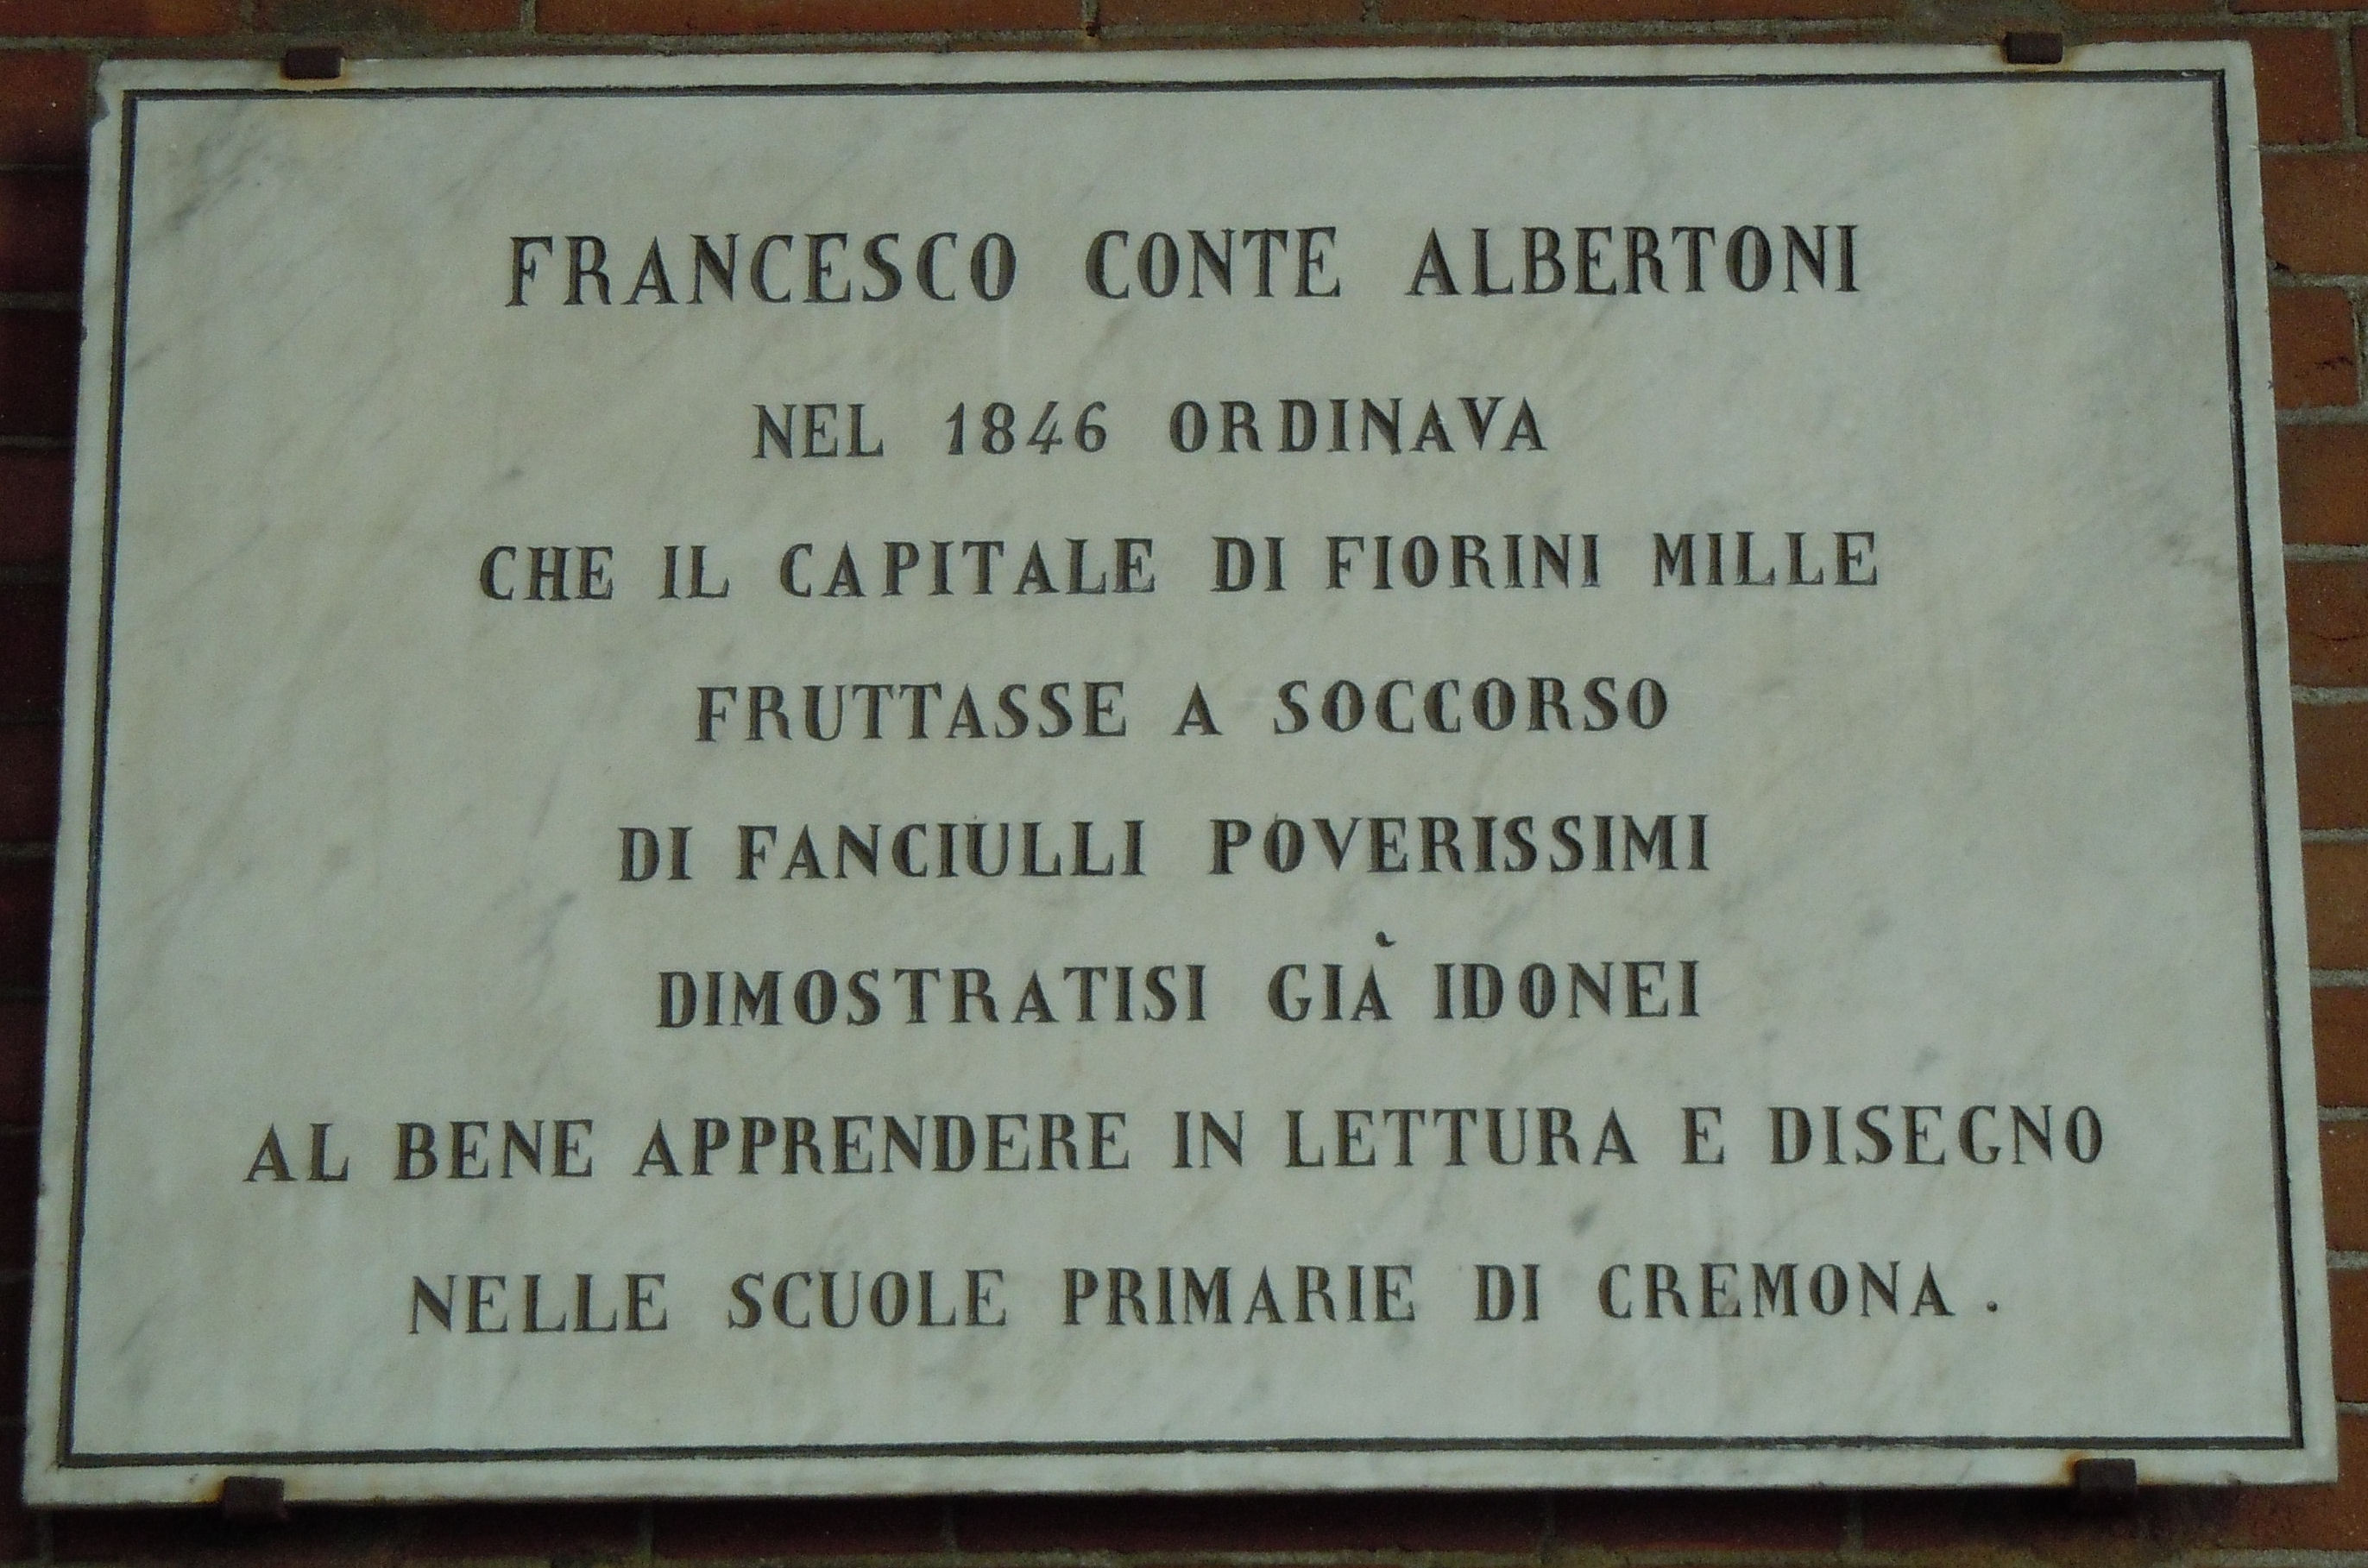 FRANCESCO CONTE ALBERTONI
NEL 1846 ORDINAVA
CHE IL CAPITALE DI FIORINI MILLE
FRUTTASSE A SOCCORSO
DI FANCIULLI POVERISSIMI
DIMOSTRATISI GIÀ IDONEI
AL BENE APPRENDERE IN LETTURA E DISEGNO
NELLE SCUOLE PRIMARIE DI CREMONA.